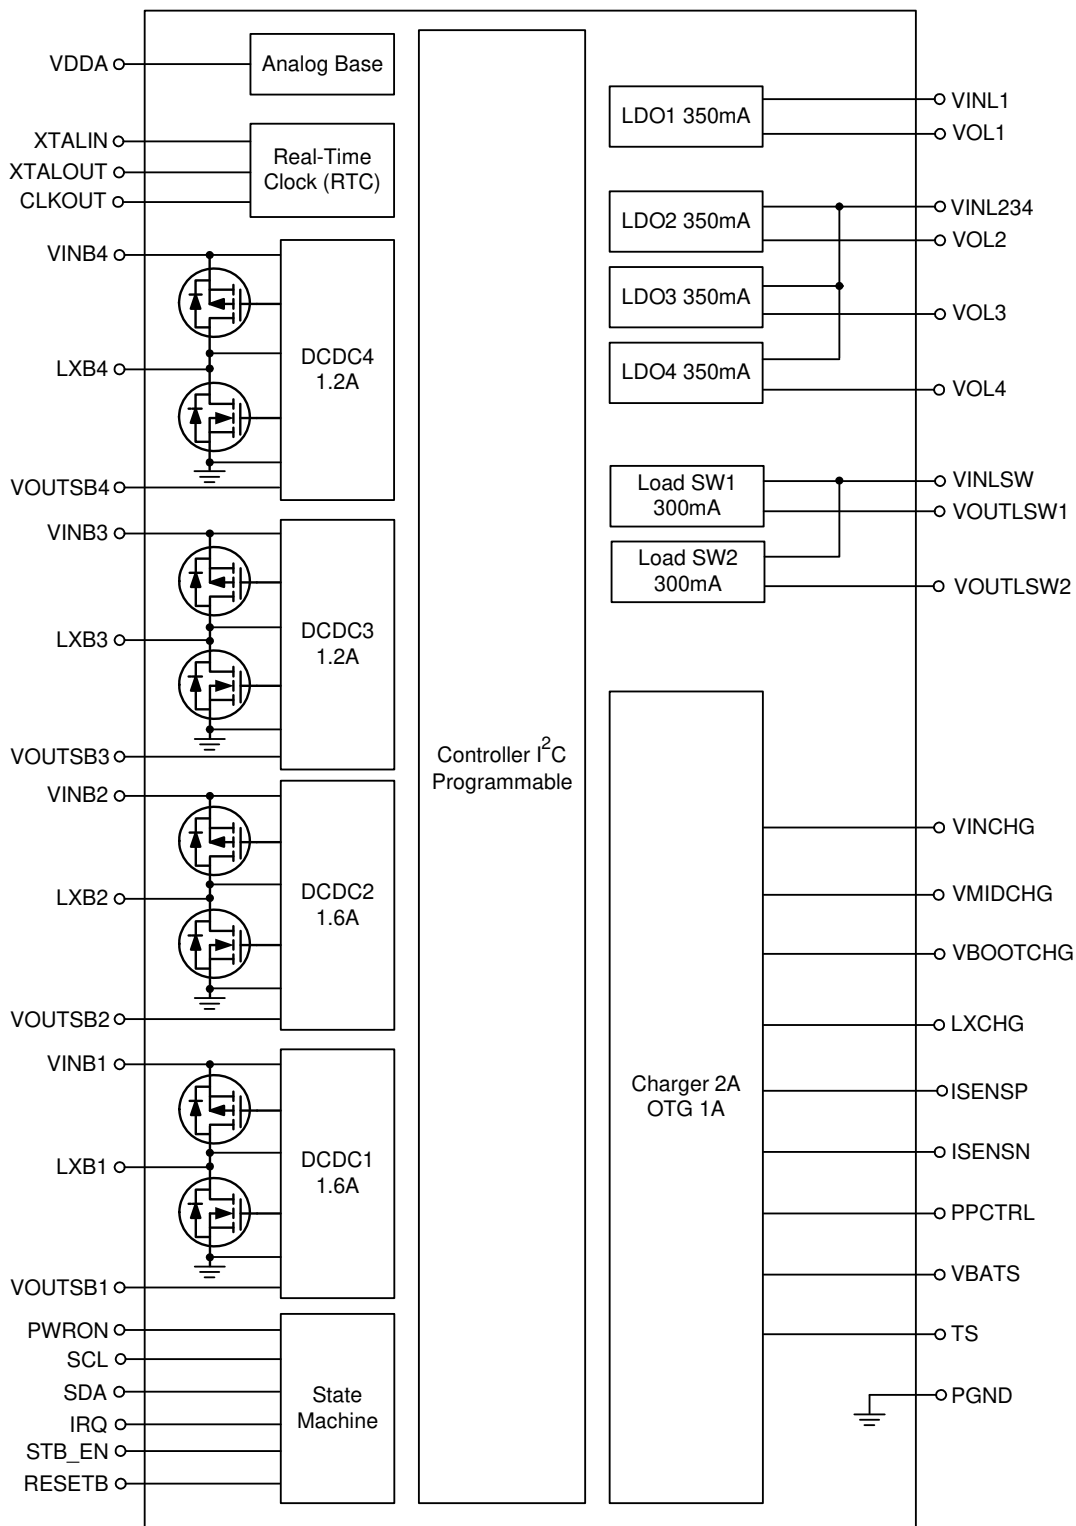 VDDA
Analog Base
XTALIN
XTALOUT
CLKOUT
Real-Time
Clock (RTC)
VINB4
LXB4
VOUTSB4
DCDC4
1.2A
VINB3
LXB3
VOUTSB3
DCDC3
1.2A
VINB2
LXB2
VOUTSB2
DCDC2
1.6A
VINB1
LXB1
VOUTSB1
DCDC1
1.6A
PWRON
SCL
SDA
IRQ
STB_EN
RESETB
State
Machine
Controller I²C
Programmable
LDO1 350mA
VINL1
VOL1
LDO2 350mA
VINL234
VOL2
LDO3 350mA
VOL3
LDO4 350mA
VOL4
Load SW1
300mA
VINLSW
VOUTLSW1
Load SW2
300mA
VOUTLSW2
Charger 2A
OTG 1A
VINCHG
VMIDCHG
VBOOTCHG
LXCHG
ISENSP
ISENSN
PPCTRL
VBATS
TS
PGND